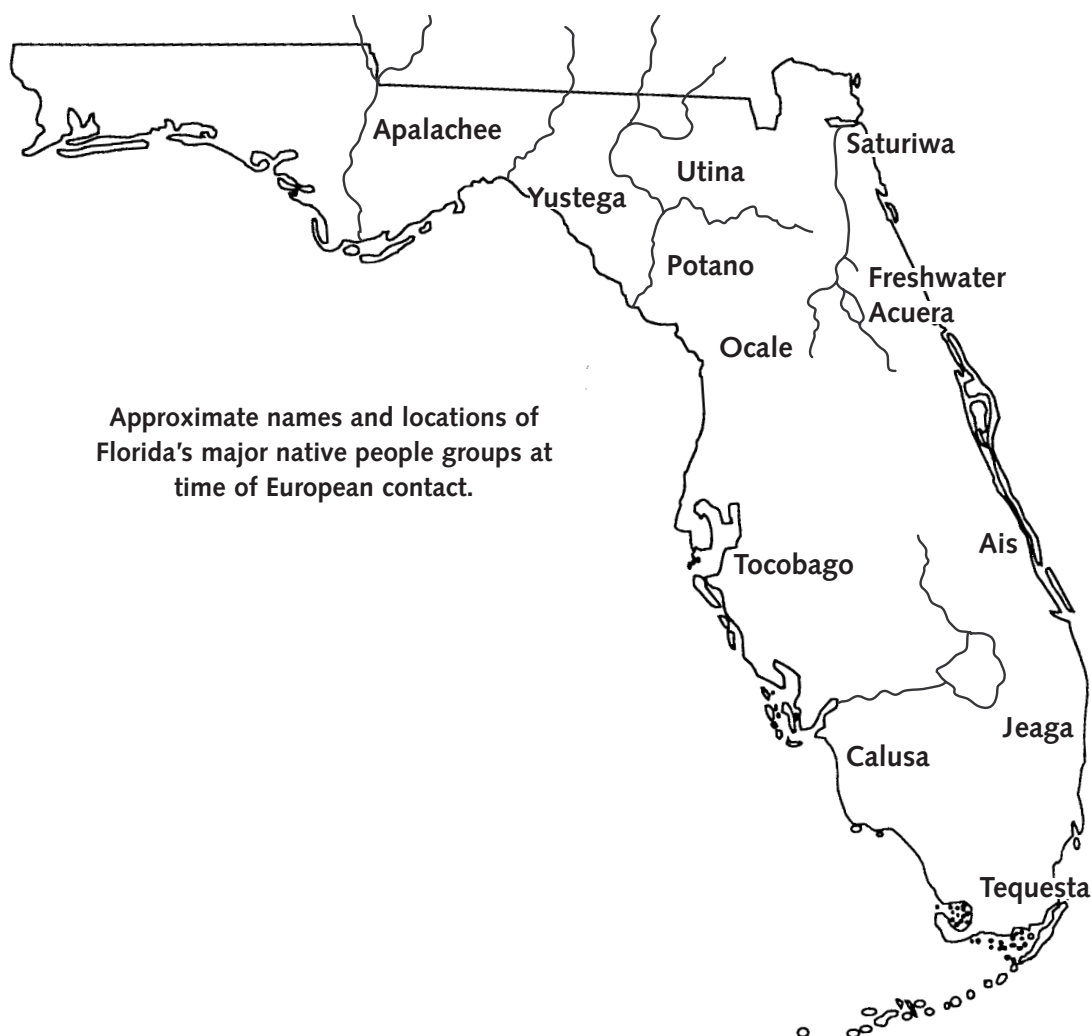 Apalachee
Saturiwa
Utina
Yustega
Potano
Freshwater
Acuera
Ocale
Approximate names and locations of
Florida's major native people groups at
time of European contact.
Ais
Tocobago
Jeaga
Calusa
Tequesta